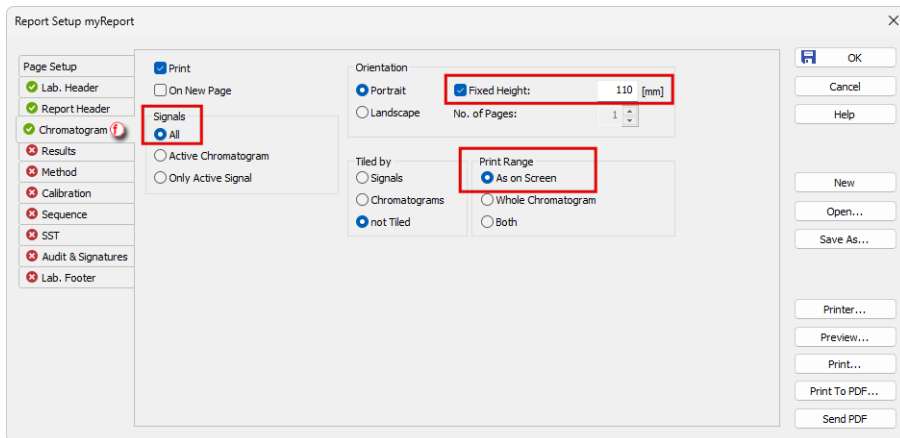 Report Setup myReport
Page Setup
Lab. Header
Report Header
Chromatogram f
Results
Method
Calibration
Sequence
SST
Audit & Signatures
Lab. Footer
Print
On New Page
Signals
All
Active Chromatogram
Only Active Signal
Orientation
Portrait
Fixed Height: 110 [mm]
Landscape
No. of Pages: 1
Tiled by
Signals
Chromatograms
not Tiled
Print Range
As on Screen
Whole Chromatogram
Both
OK
Cancel
Help
New
Open...
Save As...
Printer...
Preview...
Print...
Print To PDF...
Send PDF